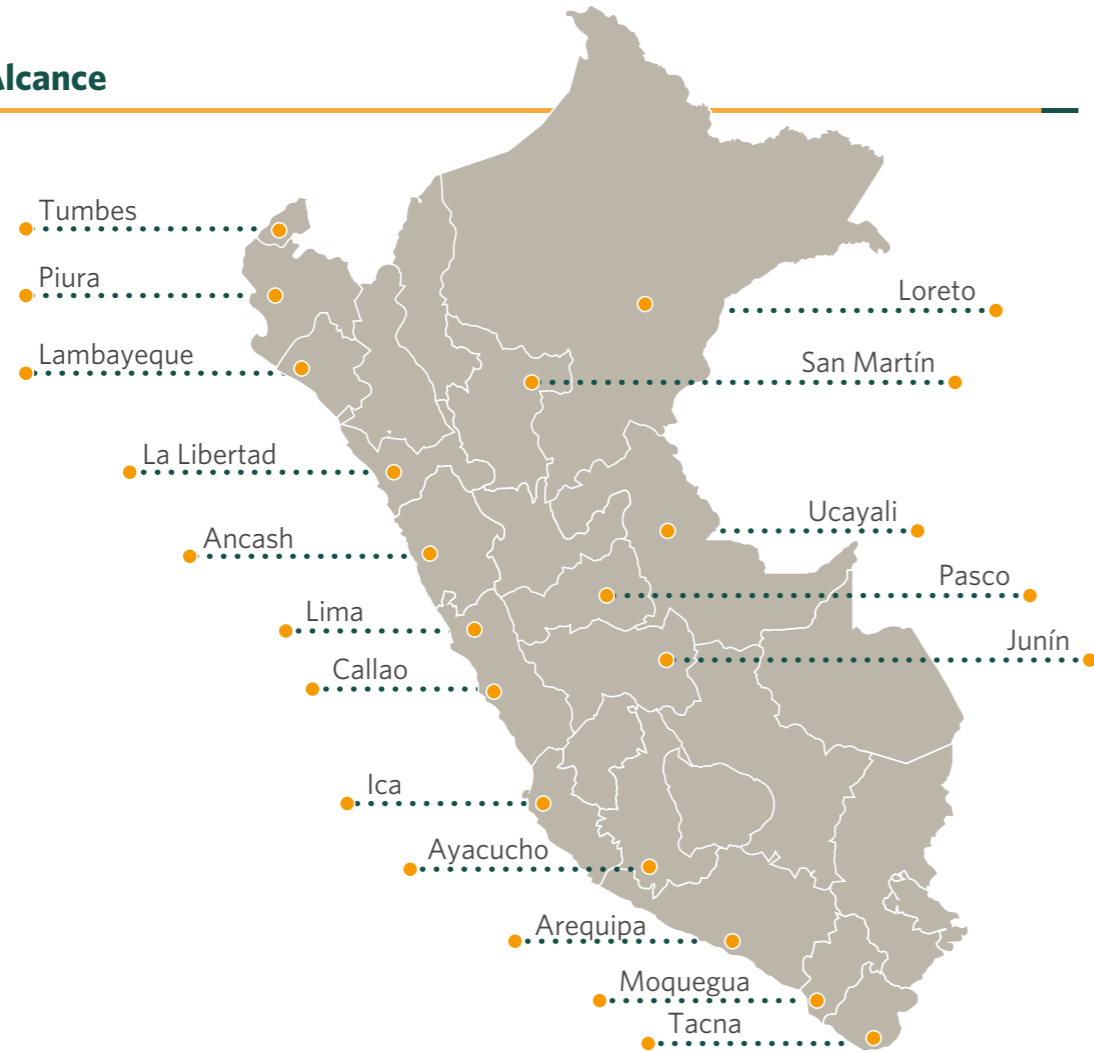 Alcance
Tumbes
Piura
Lambayeque
La Libertad
Ancash
Lima
Callao
Ica
Ayacucho
Arequipa
Moquegua
Tacna
Loreto
San Martín
Ucayali
Pasco
Junín